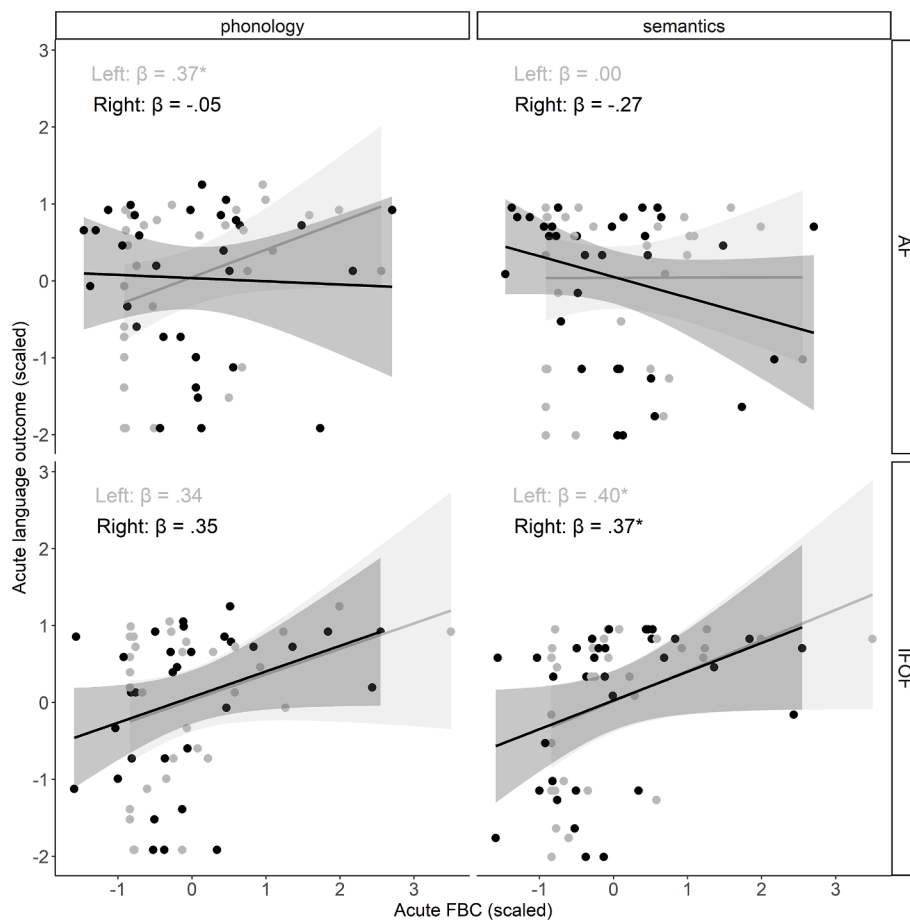 phonology
semantics
3
2
1
0
-1
-2
Left: β = .37*
Right: β = -.05
Left: β = .00
Right: β = -.27
AF
3
2
1
0
-1
-2
Left: β = .34
Right: β = .35
Left: β = .40*
Right: β = .37*
IFOF
Acute language outcome (scaled)
-1 0 1 2 3
-1 0 1 2 3
Acute FBC (scaled)